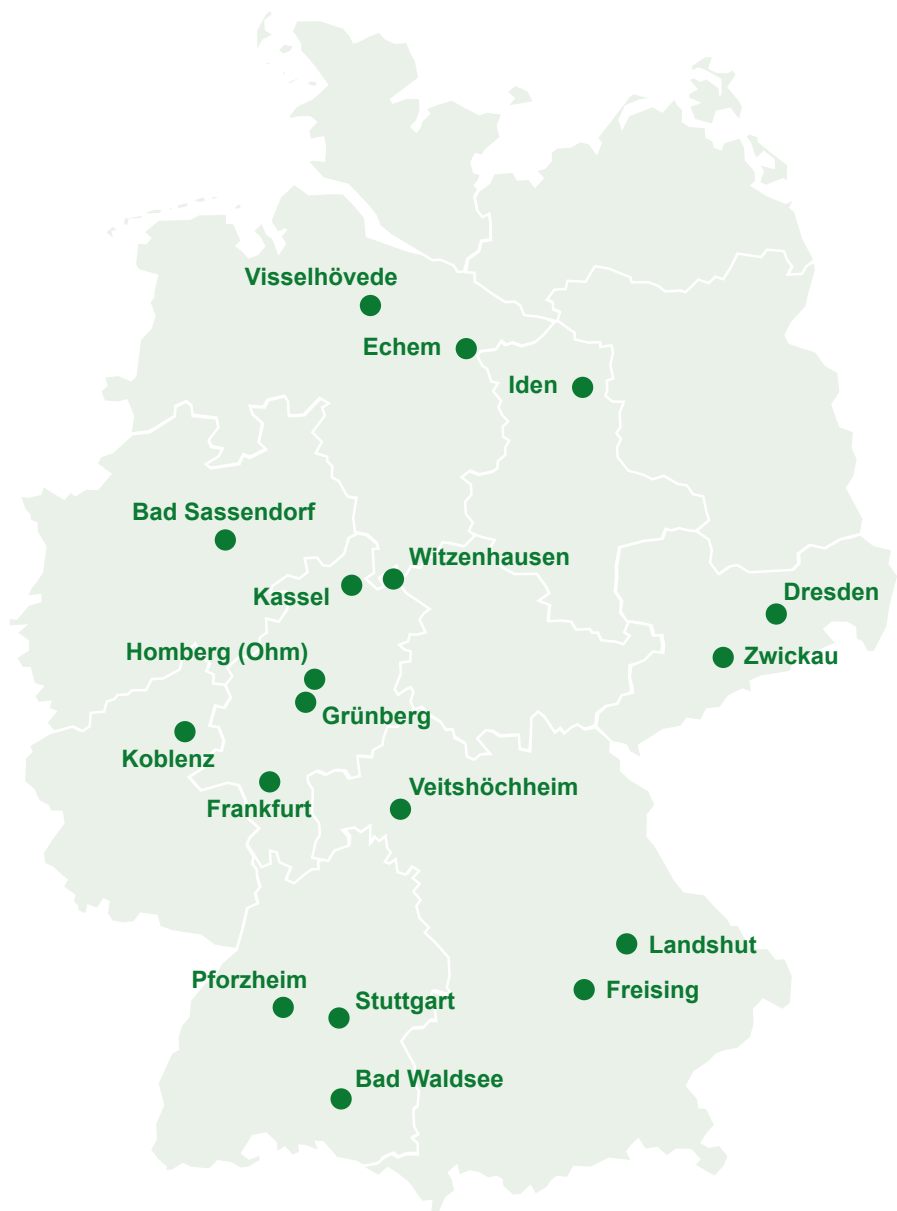 Visselhövede
Echem
Iden
Bad Sassendorf
Witzenhausen
Kassel
Dresden
Homberg (Ohm)
Zwickau
Grünberg
Koblenz
Frankfurt
Veitshöchheim
Landshut
Pforzheim
Freising
Stuttgart
Bad Waldsee